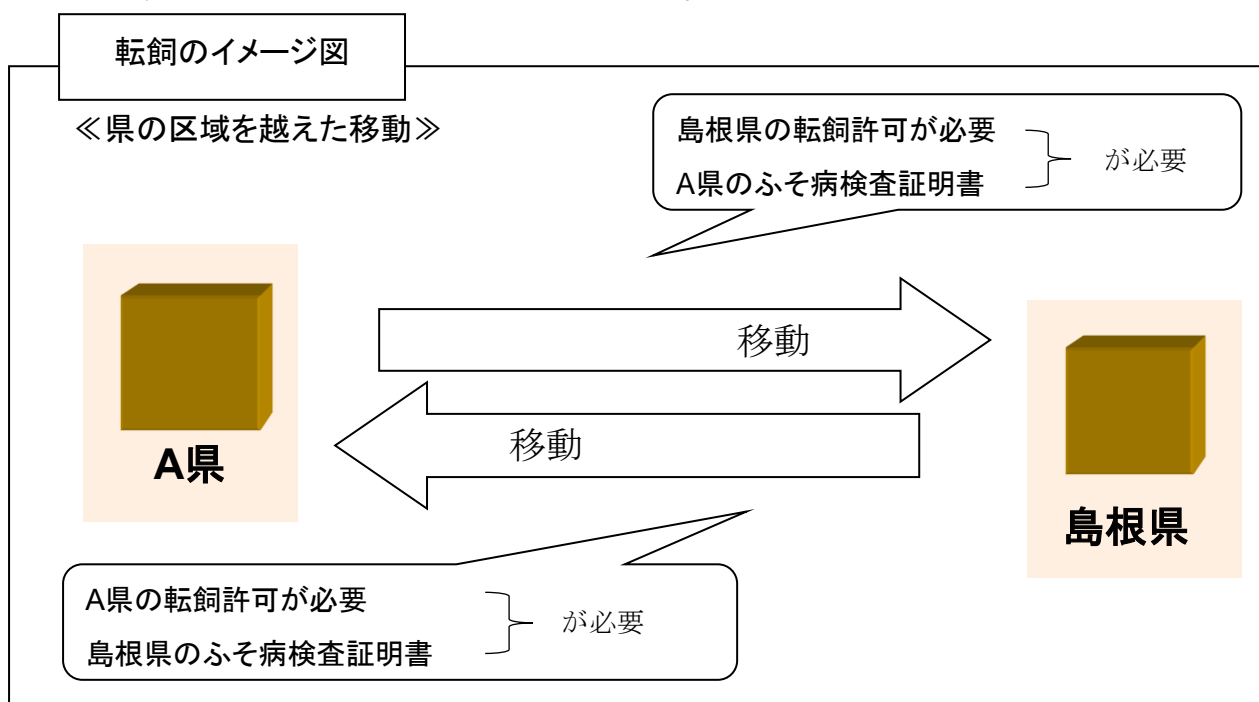 転飼のイメージ図
≪県の区域を越えた移動≫
島根県の転飼許可が必要
A県のふそ病検査証明書
が必要
移動
移動
A県
島根県
A県の転飼許可が必要
島根県のふそ病検査証明書
が必要